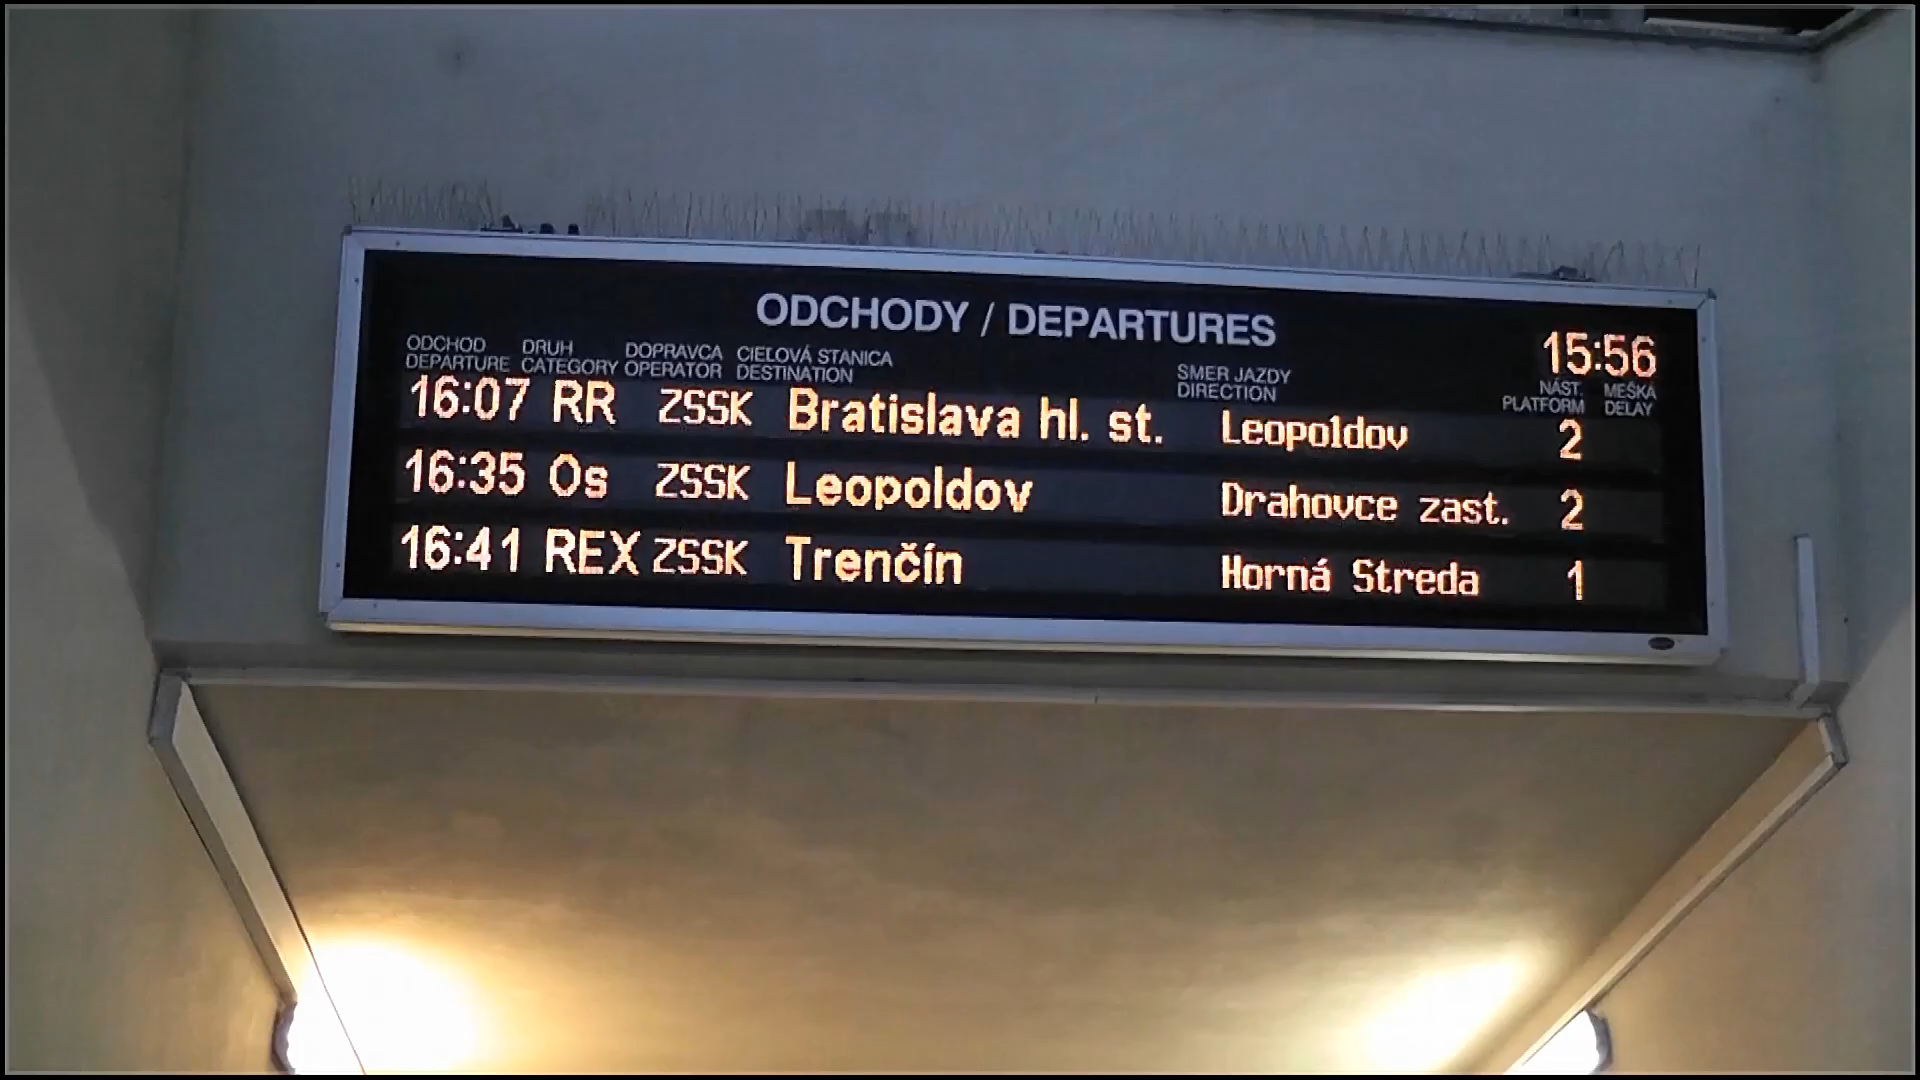 ODCHODY / DEPARTURES
15:56
ODCHOD DRUH DOPRAVCA CIEĽOVÁ STANICA SMER JAZDY NÁST. MEŠKÁ
DEPARTURE CATEGORY OPERATOR DESTINATION DIRECTION PLATFORM DELAY
16:07 RR ZSSK Bratislava hl. st. Leopoldov 2
16:35 Os ZSSK Leopoldov Drahovce zast. 2
16:41 REX ZSSK Trenčín Horná Streda 1